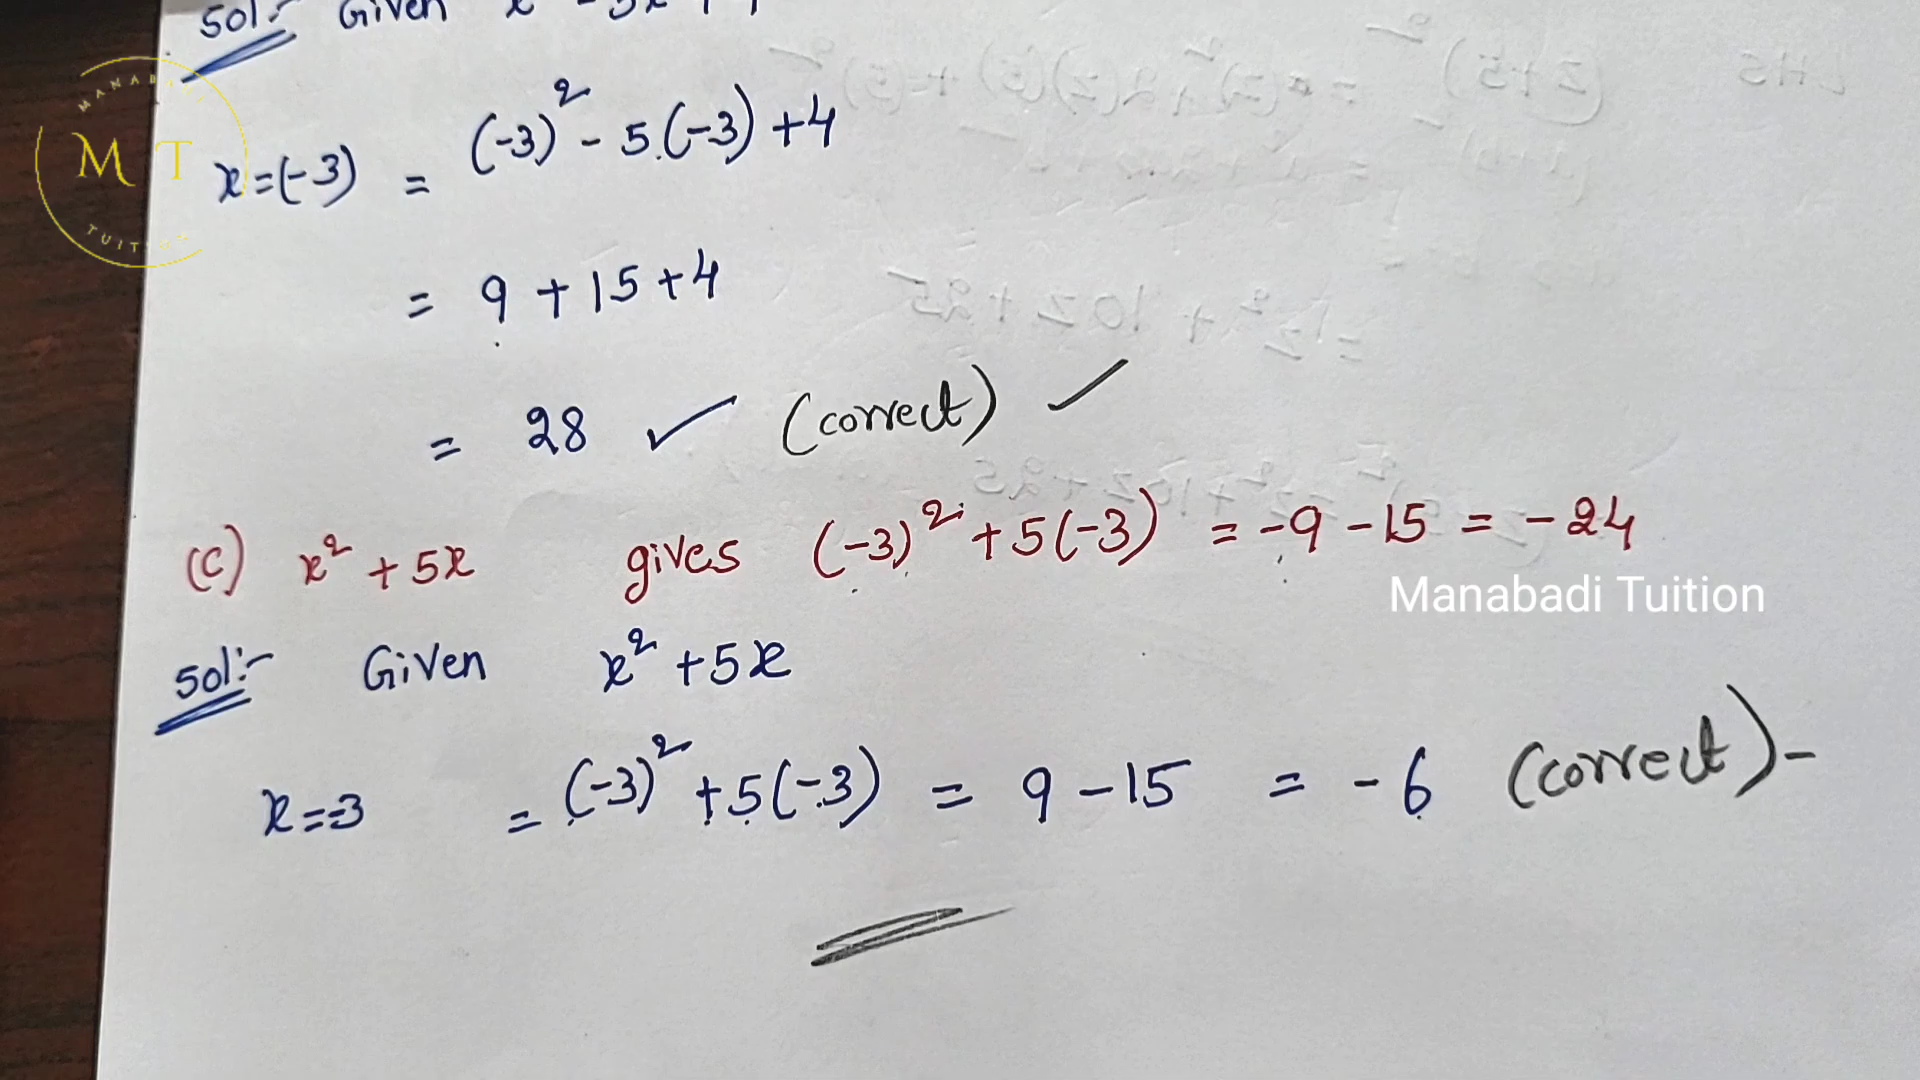 Sol:- Given
x=(-3) = (-3)² - 5.(-3) +4
= 9 + 15 + 4
= 28 ✓ (correct) ✓
(c) x² + 5x gives (-3)² + 5(-3) = -9 - 15 = -24
Manabadi Tuition
Sol:- Given x² + 5x
x=-3 = (-3)² + 5(-3) = 9 - 15 = -6 (correct)-
M T
TUITION